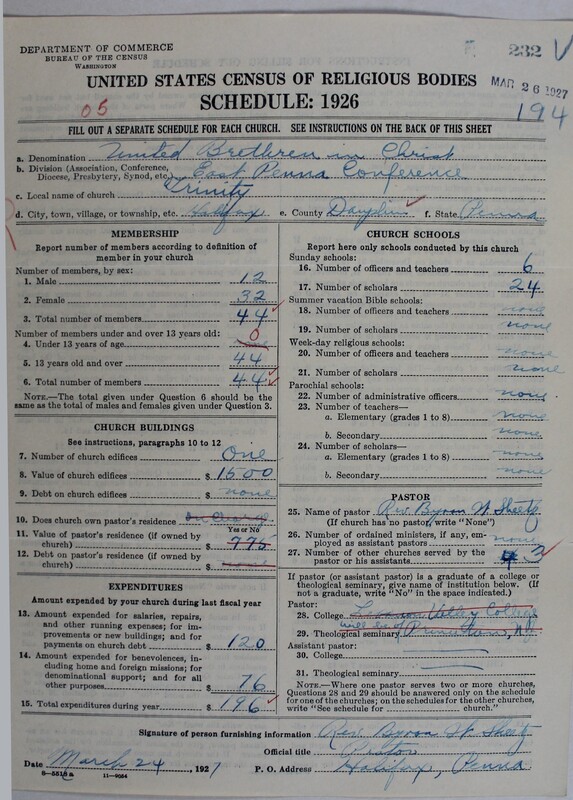 232
DEPARTMENT OF COMMERCE
BUREAU OF THE CENSUS
WASHINGTON
UNITED STATES CENSUS OF RELIGIOUS BODIES
MAR 26 1927
SCHEDULE: 1926
05
194
FILL OUT A SEPARATE SCHEDULE FOR EACH CHURCH. SEE INSTRUCTIONS ON THE BACK OF THIS SHEET
a. Denomination United Brethren in Christ
b. Division (Association, Conference, Diocese, Presbytery, Synod, etc.) East Penna Conference
c. Local name of church Trinity
d. City, town, village, or township, etc. Halifax e. County Dauphin f. State Penna
MEMBERSHIP
Report number of members according to definition of
member in your church
Number of members, by sex:
1. Male 12
2. Female 32
3. Total number of members 44
Number of members under and over 13 years old:
4. Under 13 years of age 0
5. 13 years old and over 44
6. Total number of members 44
NOTE.—The total given under Question 6 should be
same as the total of males and females given under Question 3.
CHURCH BUILDINGS
See instructions, paragraphs 10 to 12
7. Number of church edifices One
8. Value of church edifices $ 1500
9. Debt on church edifices $ none
10. Does church own pastor's residence
Yes or No
11. Value of pastor's residence (if owned by
church) $ 775
12. Debt on pastor's residence (if owned by
church) $ none
EXPENDITURES
Amount expended by your church during last fiscal year
13. Amount expended for salaries, repairs,
and other running expenses; for im-
provements or new buildings; and for
payments on church debt $ 120
14. Amount expended for benevolences, in-
cluding home and foreign missions; for
denominational support; and for all
other purposes $ 76
15. Total expenditures during year $ 196
CHURCH SCHOOLS
Report here only schools conducted by this church
Sunday schools:
16. Number of officers and teachers 6
17. Number of scholars 24
Summer vacation Bible schools:
18. Number of officers and teachers none
19. Number of scholars none
Week-day religious schools:
20. Number of officers and teachers none
21. Number of scholars none
Parochial schools:
22. Number of administrative officers none
23. Number of teachers—
a. Elementary (grades 1 to 8) none
b. Secondary none
24. Number of scholars—
a. Elementary (grades 1 to 8) none
b. Secondary none
PASTOR
25. Name of pastor Rev. Byron W. Sheetz
(If church has no pastor, write "None")
26. Number of ordained ministers, if any, em-
ployed as assistant pastors none
27. Number of other churches served by the
pastor or his assistants 3
If pastor (or assistant pastor) is a graduate of a college or
theological seminary, give name of institution below. (If
not a graduate, write "No" in the space indicated.)
Pastor:
28. College Lebanon Valley College
29. Theological seminary Princeton, N.J.
Assistant pastor:
30. College
31. Theological seminary
NOTE.—Where one pastor serves two or more churches,
Questions 28 and 29 should be answered only on the schedule
for one of the churches; on the schedules for the other churches,
write "See schedule for church."
Signature of person furnishing information Rev. Byron W. Sheetz
Official title Pastor
Date March 24, 1927 P. O. Address Halifax, Penna
8—5518 a 11—9054